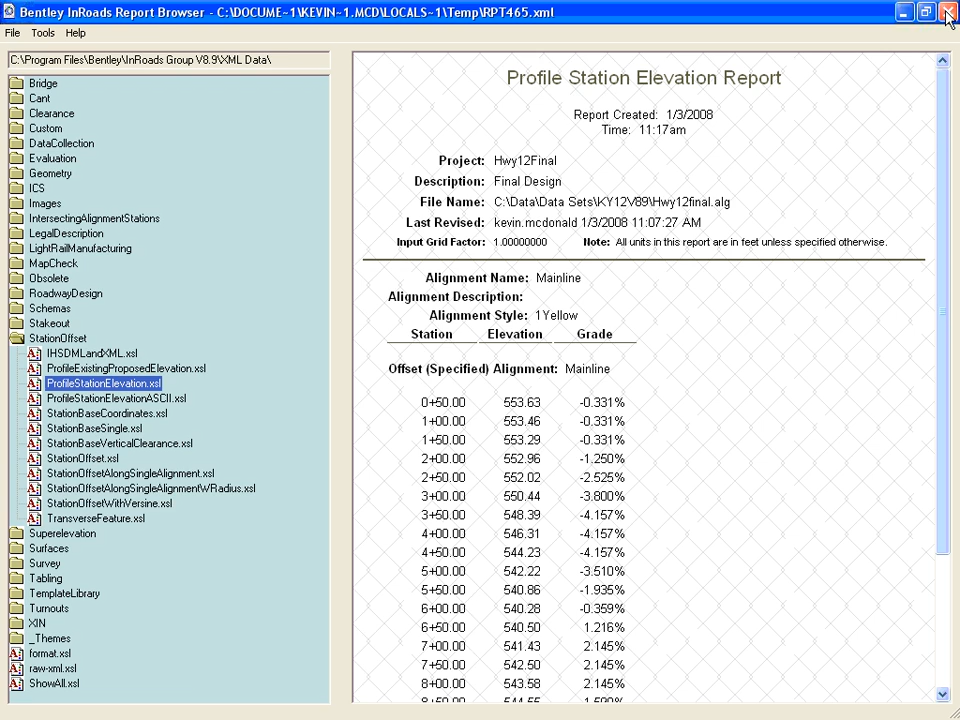 Bentley InRoads Report Browser - C:\DOCUME~1\KEVIN~1.MCD\LOCALS~1\Temp\RPT465.xml
File Tools Help
C:\Program Files\Bentley\InRoads Group V8.9\XML Data\
Bridge
Cant
Clearance
Custom
DataCollection
Evaluation
Geometry
ICS
Images
IntersectingAlignmentStations
LegalDescription
LightRailManufacturing
MapCheck
Obsolete
RoadwayDesign
Schemas
Stakeout
StationOffset
IHSDMLandXML.xsl
ProfileExistingProposedElevation.xsl
ProfileStationElevation.xsl
ProfileStationElevationASCII.xsl
StationBaseCoordinates.xsl
StationBaseSingle.xsl
StationBaseVerticalClearance.xsl
StationOffset.xsl
StationOffsetAlongSingleAlignment.xsl
StationOffsetAlongSingleAlignmentWRadius.xsl
StationOffsetWithVersine.xsl
TransverseFeature.xsl
Superelevation
Surfaces
Survey
Tabling
TemplateLibrary
Turnouts
XIN
_Themes
format.xsl
raw-xml.xsl
ShowAll.xsl
Profile Station Elevation Report
Report Created: 1/3/2008
Time: 11:17am
Project: Hwy12Final
Description: Final Design
File Name: C:\Data\Data Sets\KY12V89\Hwy12final.alg
Last Revised: kevin.mcdonald 1/3/2008 11:07:27 AM
Input Grid Factor: 1.00000000 Note: All units in this report are in feet unless specified otherwise.
Alignment Name: Mainline
Alignment Description:
Alignment Style: 1Yellow
Station Elevation Grade
Offset (Specified) Alignment: Mainline
0+50.00 553.63 -0.331%
1+00.00 553.46 -0.331%
1+50.00 553.29 -0.331%
2+00.00 552.96 -1.250%
2+50.00 552.02 -2.525%
3+00.00 550.44 -3.800%
3+50.00 548.39 -4.157%
4+00.00 546.31 -4.157%
4+50.00 544.23 -4.157%
5+00.00 542.22 -3.510%
5+50.00 540.86 -1.935%
6+00.00 540.28 -0.359%
6+50.00 540.50 1.216%
7+00.00 541.43 2.145%
7+50.00 542.50 2.145%
8+00.00 543.58 2.145%
8+50.00 544.55 1.590%